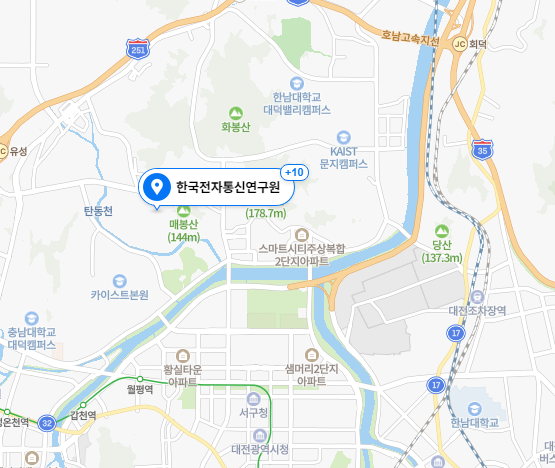 251
호남고속지선
JC 화덕
한남대학교
대덕밸리캠퍼스
화봉산
KAIST
문지캠퍼스
35
JC 유성
+10
한국전자통신연구원
탄동천
매봉산
(144m)
(178.7m)
스마트시티주상복합
2단지아파트
당산
(137.3m)
카이스트본원
대전조차장역
충남대학교
대덕캠퍼스
17
황실타운
아파트
샘머리2단지
아파트
월평역
17
서구청
갑천역
32
한남대학교
대전광역시청